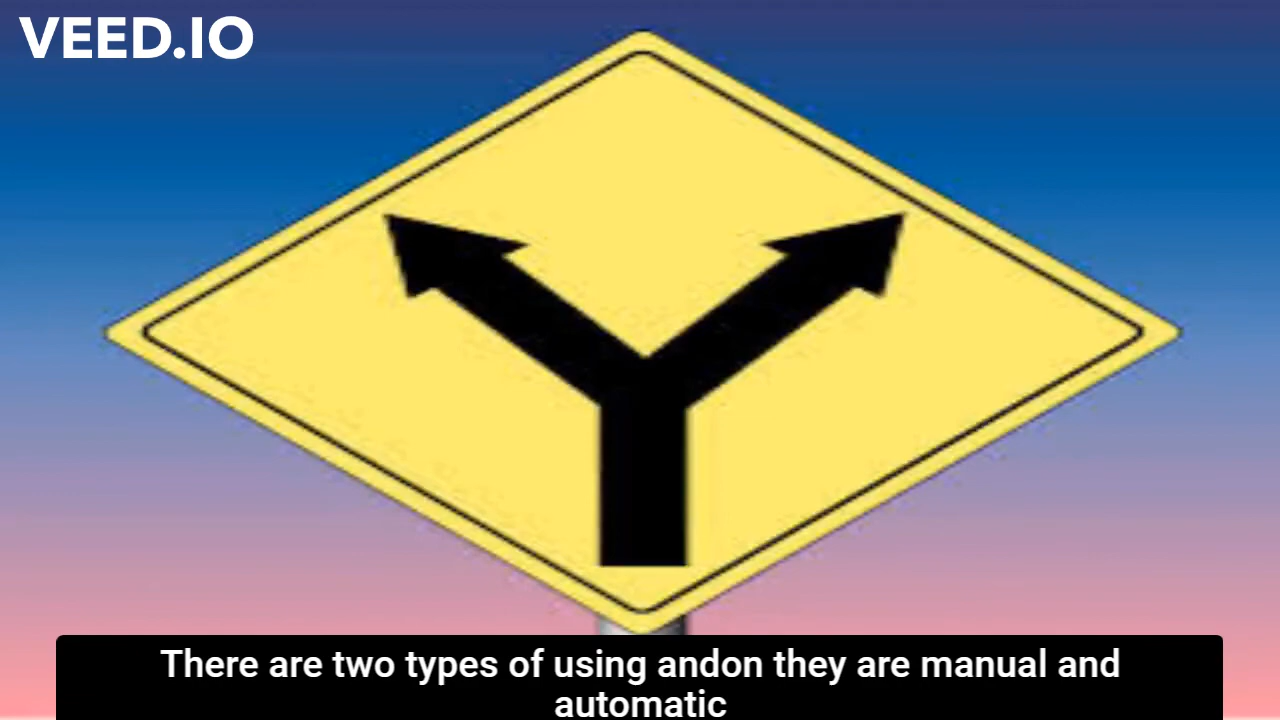 VEED.IO
There are two types of using andon they are manual and
automatic